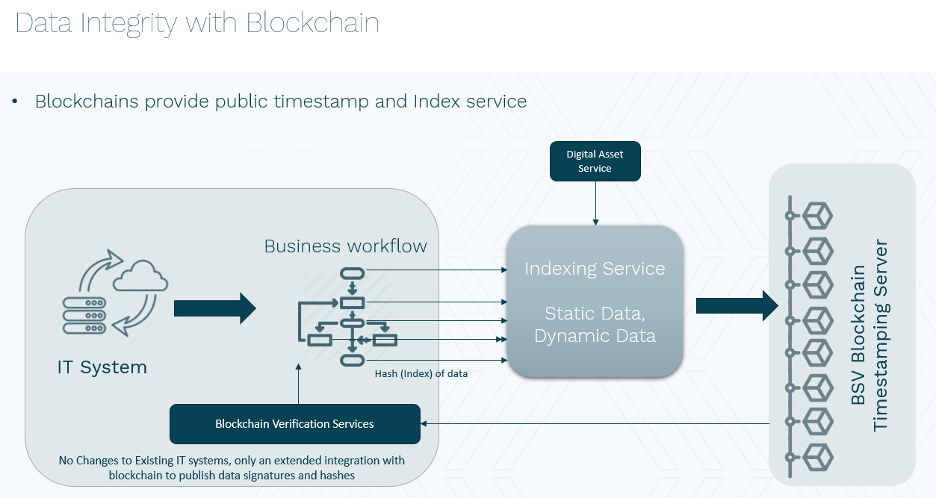 Data Integrity with Blockchain
• Blockchains provide public timestamp and Index service
Digital Asset
Service
Business workflow
IT System
Indexing Service
Static Data,
Dynamic Data
Hash (Index) of data
BSV Blockchain
Timestamping Server
Blockchain Verification Services
No Changes to Existing IT systems, only an extended integration with
blockchain to publish data signatures and hashes